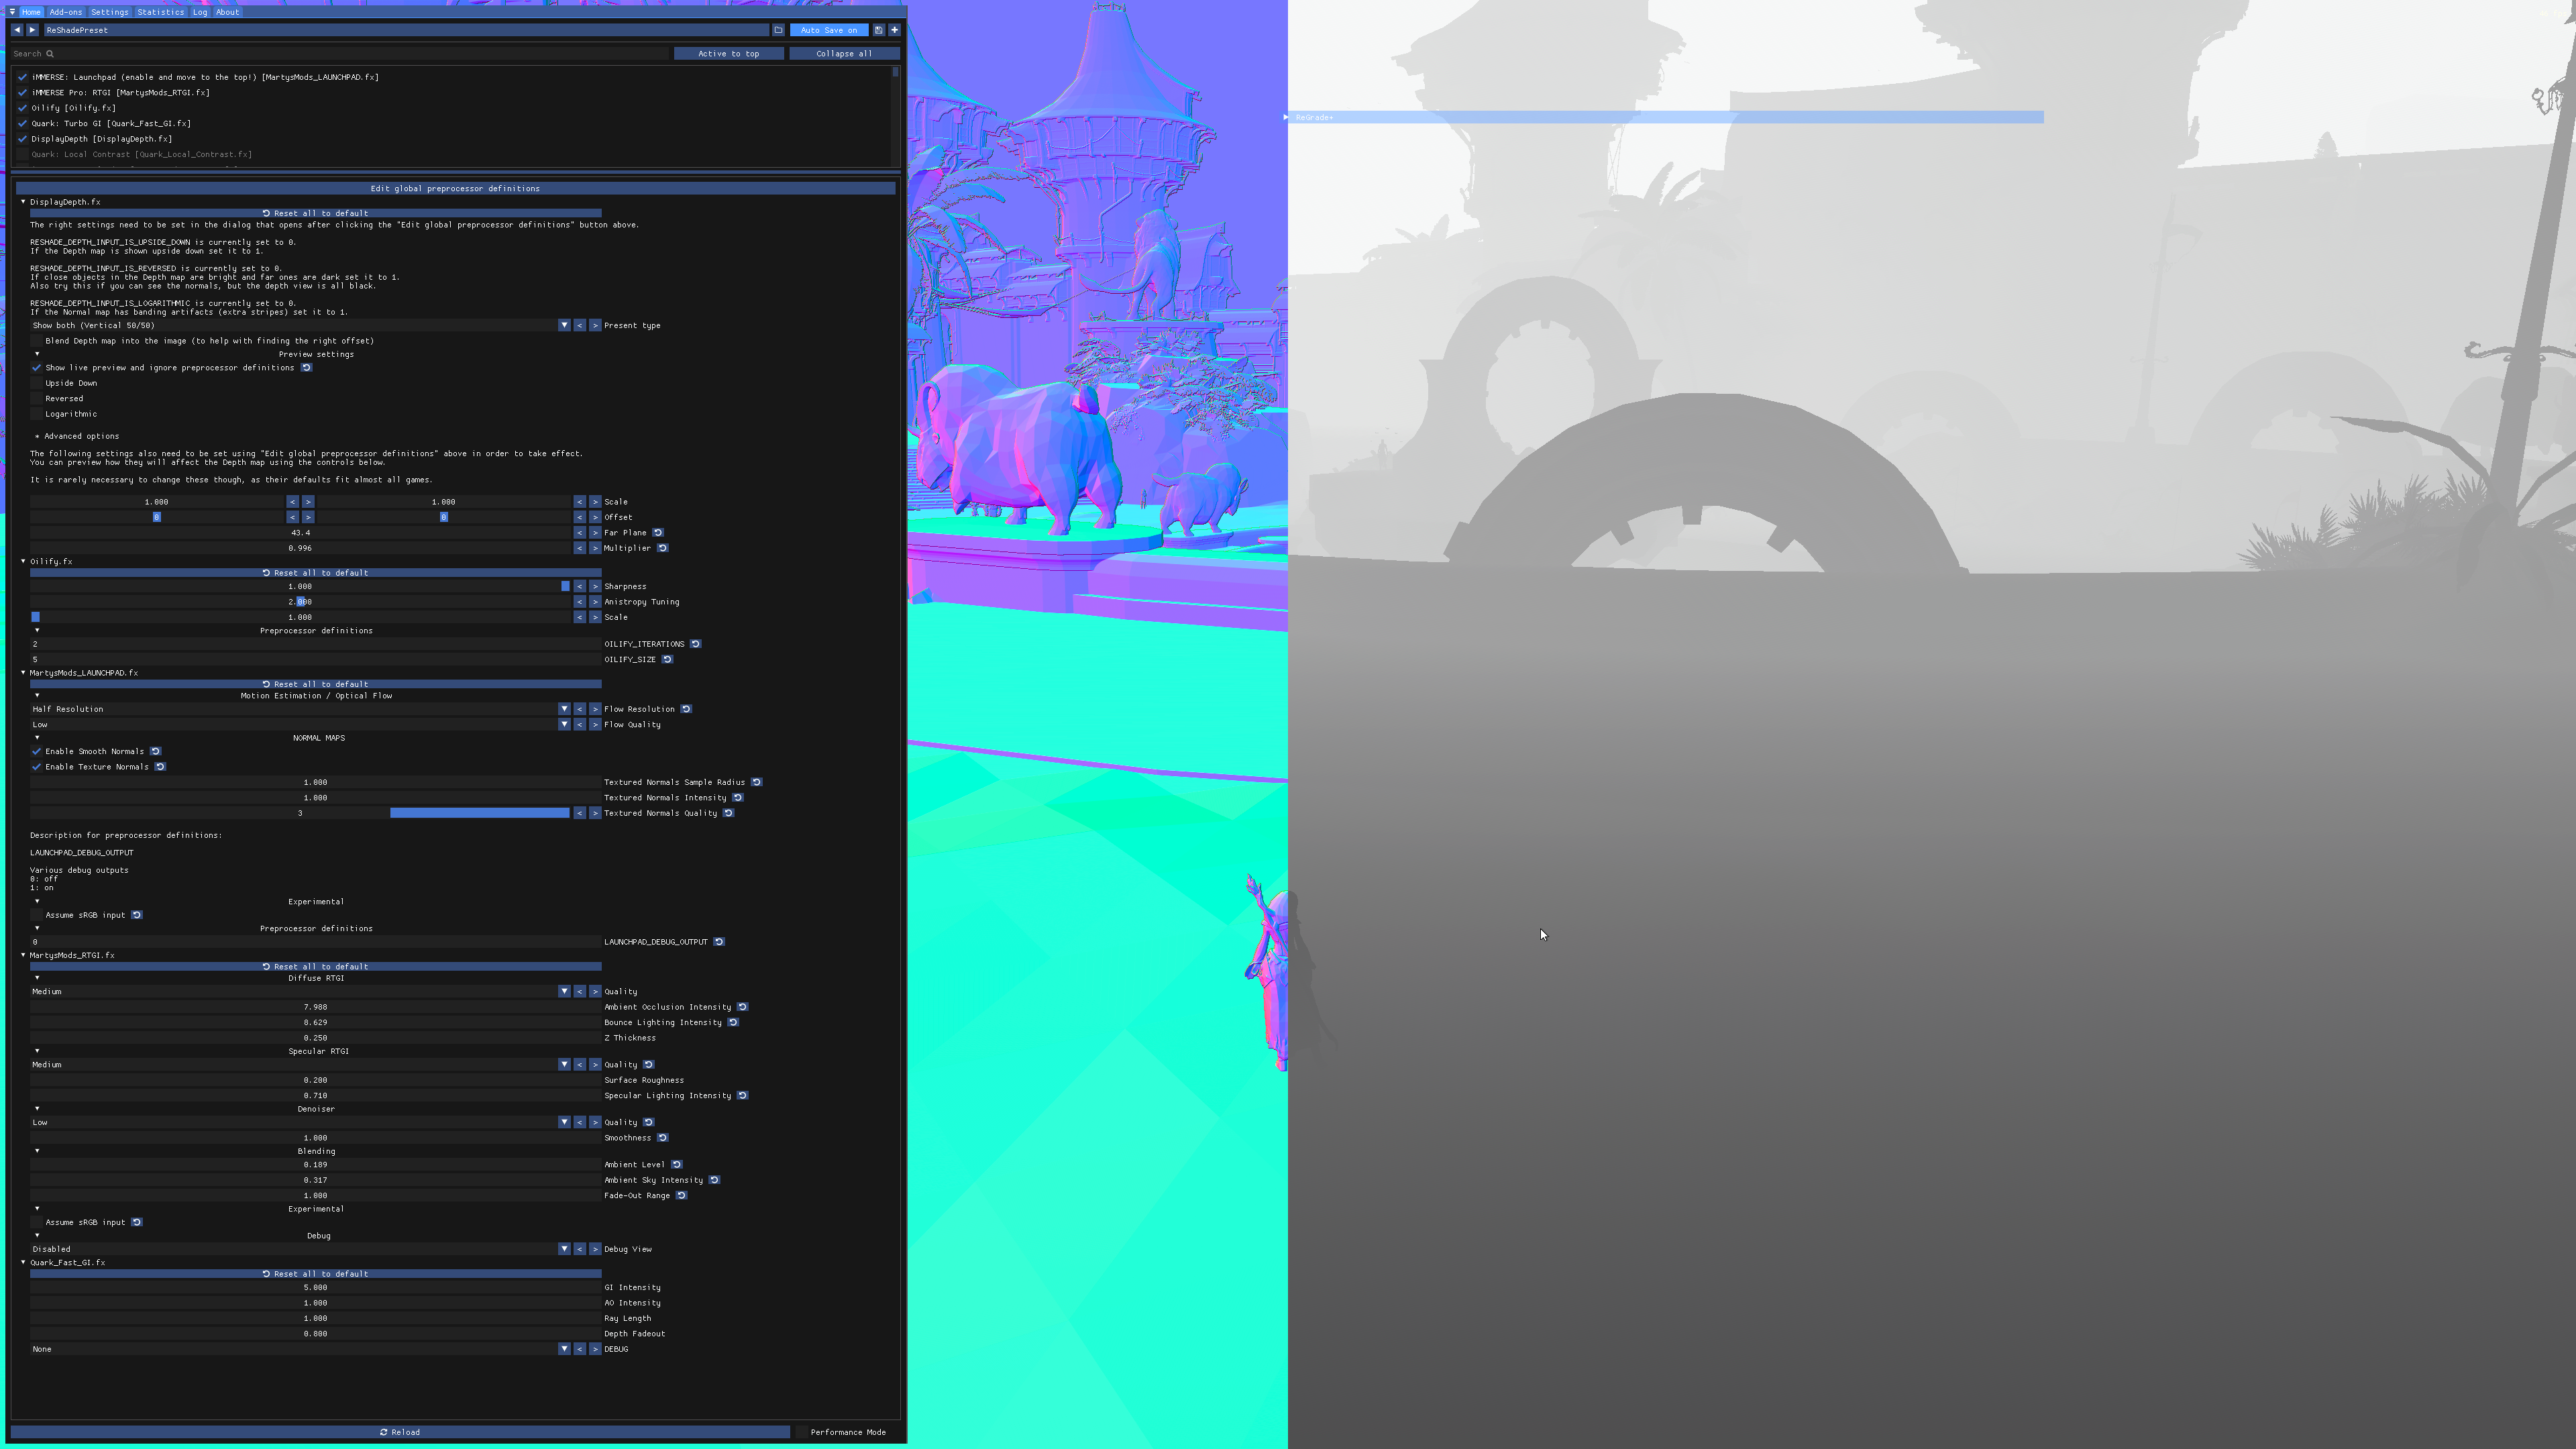 Home Add-ons Settings Statistics Log About
ReShadePreset Auto Save on
Search Active to top Collapse all
iMMERSE: Launchpad (enable and move to the top!) [MartysMods_LAUNCHPAD.fx]
iMMERSE Pro: RTGI [MartysMods_RTGI.fx]
Oilify [Oilify.fx]
Quark: Turbo GI [Quark_Fast_GI.fx]
DisplayDepth [DisplayDepth.fx]
Quark: Local Contrast [Quark_Local_Contrast.fx]
ReGrade+
Edit global preprocessor definitions
DisplayDepth.fx
Reset all to default
The right settings need to be set in the dialog that opens after clicking the "Edit global preprocessor definitions" button above.
RESHADE_DEPTH_INPUT_IS_UPSIDE_DOWN is currently set to 0.
If the Depth map is shown upside down set it to 1.
RESHADE_DEPTH_INPUT_IS_REVERSED is currently set to 0.
If close objects in the Depth map are bright and far ones are dark set it to 1.
Also try this if you can see the normals, but the depth view is all black.
RESHADE_DEPTH_INPUT_IS_LOGARITHMIC is currently set to 0.
If the Normal map has banding artifacts (extra stripes) set it to 1.
Show both (Vertical 50/50) < > Present type
Blend Depth map into the image (to help with finding the right offset)
Preview settings
Show live preview and ignore preprocessor definitions
Upside Down
Reversed
Logarithmic
* Advanced options
The following settings also need to be set using "Edit global preprocessor definitions" above in order to take effect.
You can preview how they will affect the Depth map using the controls below.
It is rarely necessary to change these though, as their defaults fit almost all games.
1.000 < > 1.000 < > Scale
0 < > 0 < > Offset
43.4 < > Far Plane
0.996 < > Multiplier
Oilify.fx
Reset all to default
1.000 < > Sharpness
2.000 < > Anistropy Tuning
1.000 < > Scale
Preprocessor definitions
2 OILIFY_ITERATIONS
5 OILIFY_SIZE
MartysMods_LAUNCHPAD.fx
Reset all to default
Motion Estimation / Optical Flow
Half Resolution < > Flow Resolution
Low < > Flow Quality
NORMAL MAPS
Enable Smooth Normals
Enable Texture Normals
1.000 Textured Normals Sample Radius
1.000 Textured Normals Intensity
3 < > Textured Normals Quality
Description for preprocessor definitions:
LAUNCHPAD_DEBUG_OUTPUT
Various debug outputs
0: off
1: on
Experimental
Assume sRGB input
Preprocessor definitions
0 LAUNCHPAD_DEBUG_OUTPUT
MartysMods_RTGI.fx
Reset all to default
Diffuse RTGI
Medium < > Quality
7.988 Ambient Occlusion Intensity
8.629 Bounce Lighting Intensity
0.250 Z Thickness
Specular RTGI
Medium < > Quality
0.200 Surface Roughness
0.710 Specular Lighting Intensity
Denoiser
Low < > Quality
1.000 Smoothness
Blending
0.189 Ambient Level
0.317 Ambient Sky Intensity
1.000 Fade-Out Range
Experimental
Assume sRGB input
Debug
Disabled < > Debug View
Quark_Fast_GI.fx
Reset all to default
5.000 GI Intensity
1.000 AO Intensity
1.000 Ray Length
0.800 Depth Fadeout
None < > DEBUG
Reload Performance Mode